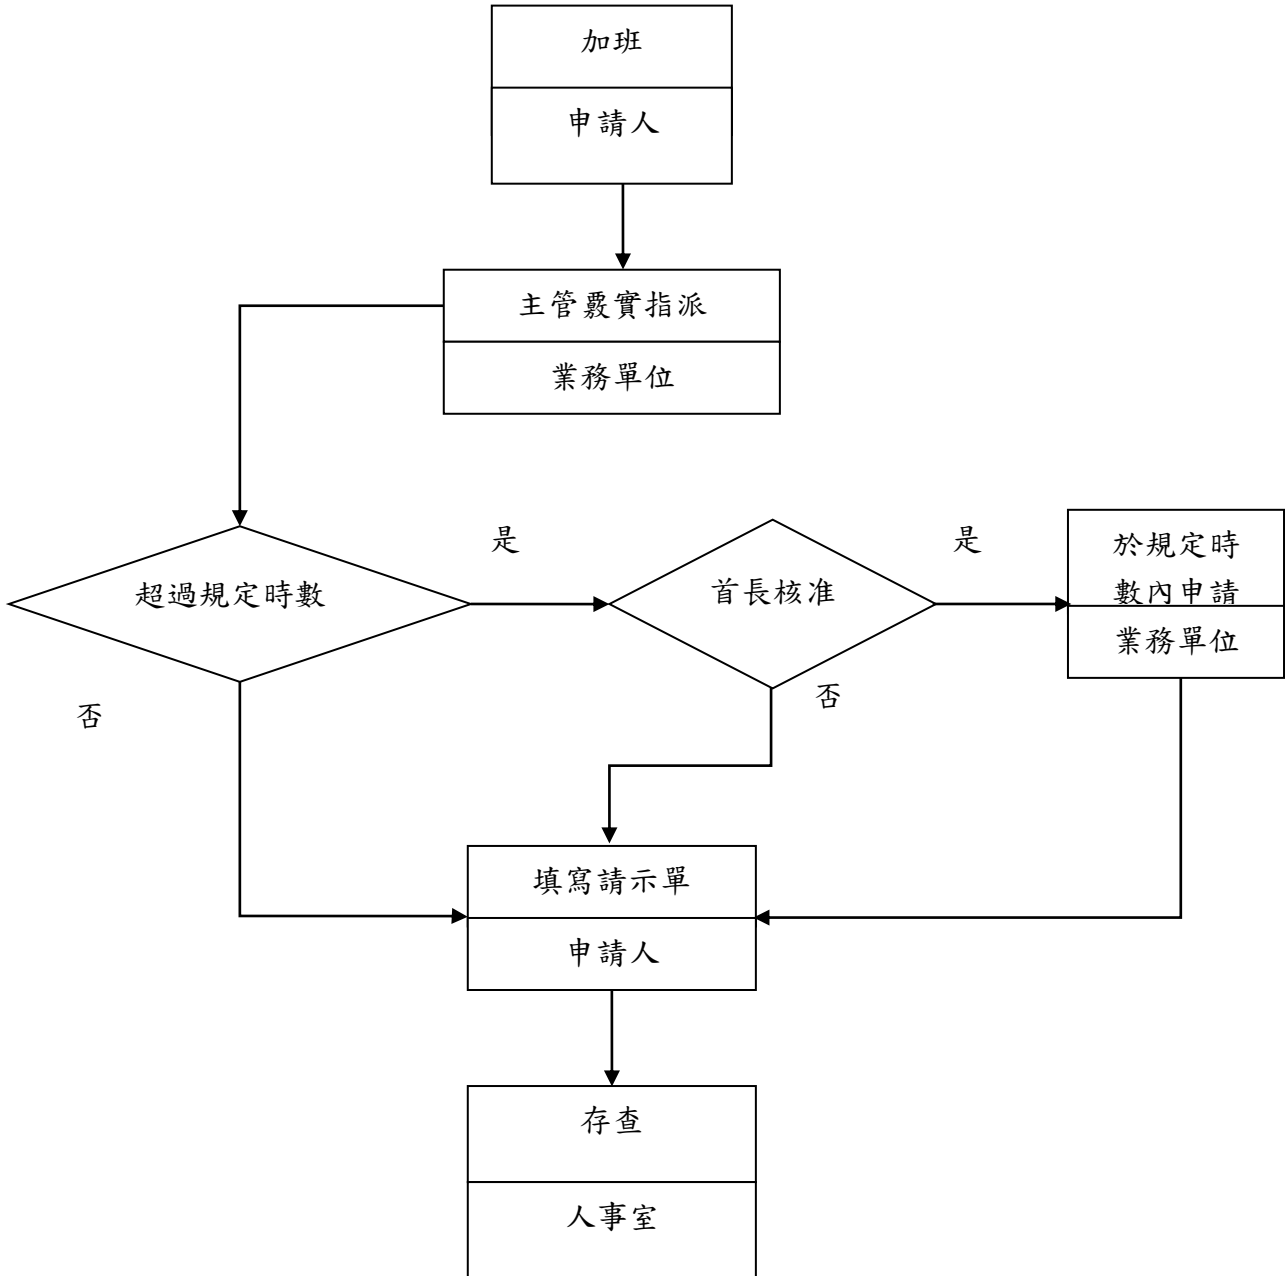 加班
申請人
主管覈實指派
業務單位
超過規定時數
是
首長核准
是
於規定時
數內申請
業務單位
否
否
填寫請示單
申請人
存查
人事室